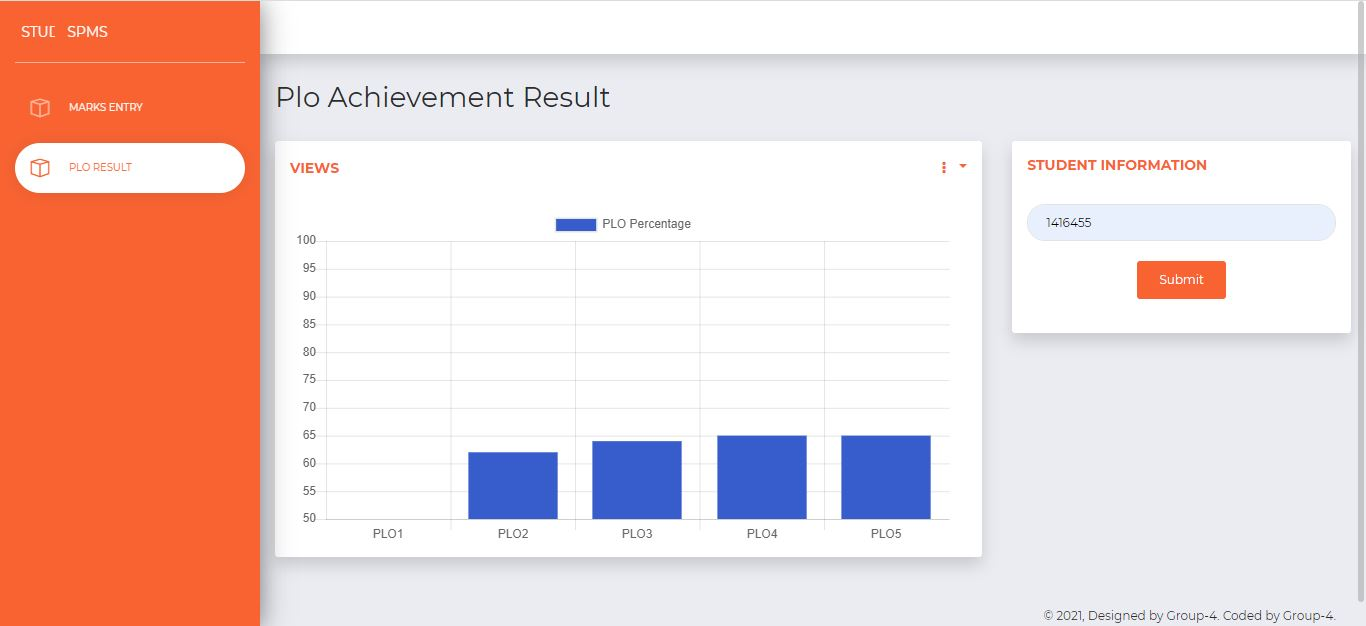 STUD SPMS
MARKS ENTRY
PLO RESULT
Plo Achievement Result
VIEWS
PLO Percentage
100
95
90
85
80
75
70
65
60
55
50
PLO1 PLO2 PLO3 PLO4 PLO5
STUDENT INFORMATION
1416455
Submit
© 2021, Designed by Group-4. Coded by Group-4.